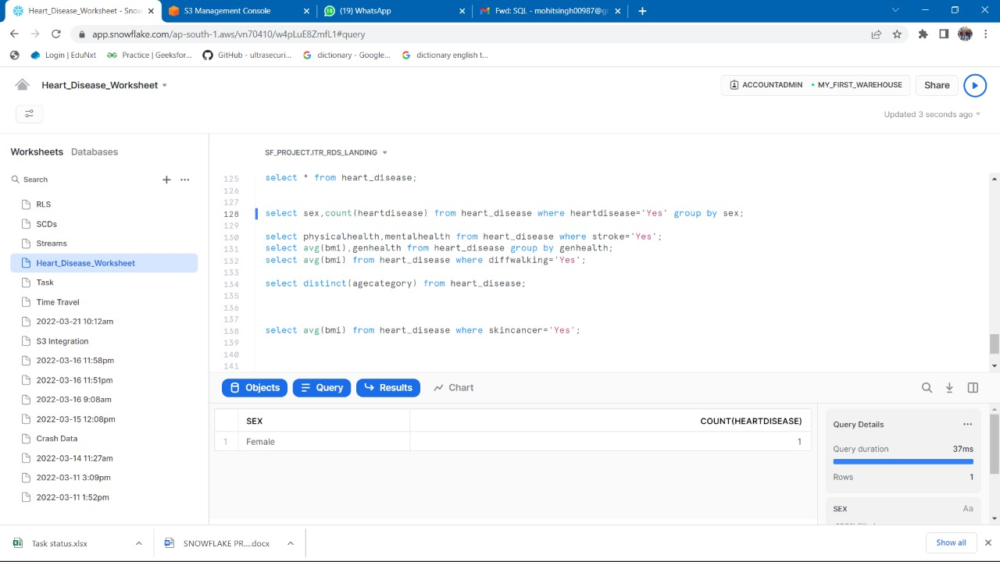 Heart_Disease_Worksheet - Snow
S3 Management Console
(19) WhatsApp
Fwd: SQL - mohitsingh00987@g
app.snowflake.com/ap-south-1.aws/vn70410/w4pLuE8ZmfL1#query
Login | EduNxt
Practice | Geeksfor...
GitHub - ultrasecuri...
dictionary - Google...
dictionary english t...
Heart_Disease_Worksheet
ACCOUNTADMIN
MY_FIRST_WAREHOUSE
Share
Updated 3 seconds ago
Worksheets Databases
Search
RLS
SCDs
Streams
Heart_Disease_Worksheet
Task
Time Travel
2022-03-21 10:12am
S3 Integration
2022-03-16 11:58pm
2022-03-16 11:51pm
2022-03-16 9:08am
2022-03-15 12:08pm
Crash Data
2022-03-14 11:27am
2022-03-11 3:09pm
2022-03-11 1:52pm
SF_PROJECT.ITR_RDS_LANDING
125 select * from heart_disease;
126
127
128 select sex,count(heartdisease) from heart_disease where heartdisease='Yes' group by sex;
129
130 select physicalhealth,mentalhealth from heart_disease where stroke='Yes';
131 select avg(bmi),genhealth from heart_disease group by genhealth;
132 select avg(bmi) from heart_disease where diffwalking='Yes';
133
134 select distinct(agecategory) from heart_disease;
135
136
137
138 select avg(bmi) from heart_disease where skincancer='Yes';
139
140
141
Objects
Query
Results
Chart
SEX COUNT(HEARTDISEASE)
1 Female 1
Query Details
Query duration 37ms
Rows 1
SEX Aa
Task status.xlsx
SNOWFLAKE PR....docx
Show all